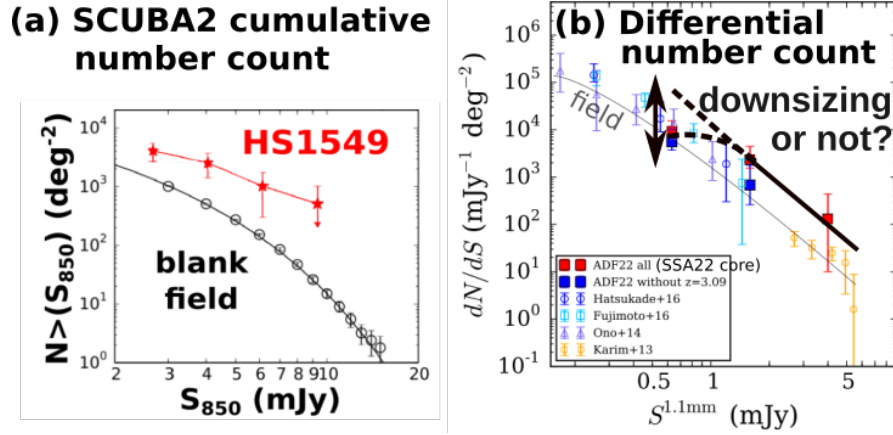 (a) SCUBA2 cumulative
number count
10⁴
10³
10²
10¹
10⁰
HS1549
blank
field
2
3
4
5
6
7
8
910
20
N>(S₈₅₀) (deg⁻²)
S₈₅₀ (mJy)
(b) Differential
number count
downsizing
or not?
field
10⁶
10⁵
10⁴
10³
10²
10¹
10⁰
10⁻¹
dN/dS (mJy⁻¹ deg⁻²)
ADF22 all (SSA22 core)
ADF22 without z=3.09
Hatsukade+16
Fujimoto+16
Ono+14
Karim+13
0.5
1
5
S¹·¹ᵐᵐ (mJy)